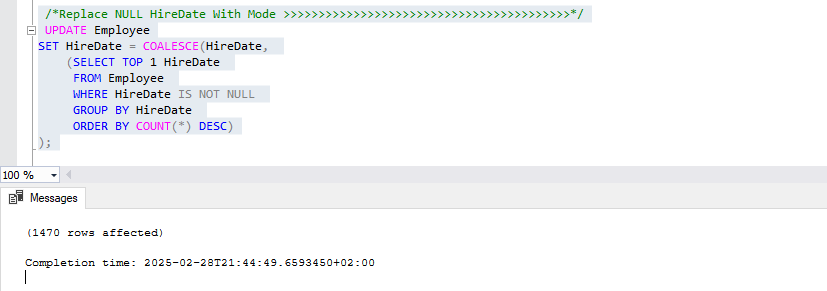 /*Replace NULL HireDate With Mode >>>>>>>>>>>>>>>>>>>>>>>>>>>>>>>>>>>>>>>>>*/
UPDATE Employee
SET HireDate = COALESCE(HireDate,
(SELECT TOP 1 HireDate
FROM Employee
WHERE HireDate IS NOT NULL
GROUP BY HireDate
ORDER BY COUNT(*) DESC)
);
100 %
Messages
(1470 rows affected)
Completion time: 2025-02-28T21:44:49.6593450+02:00